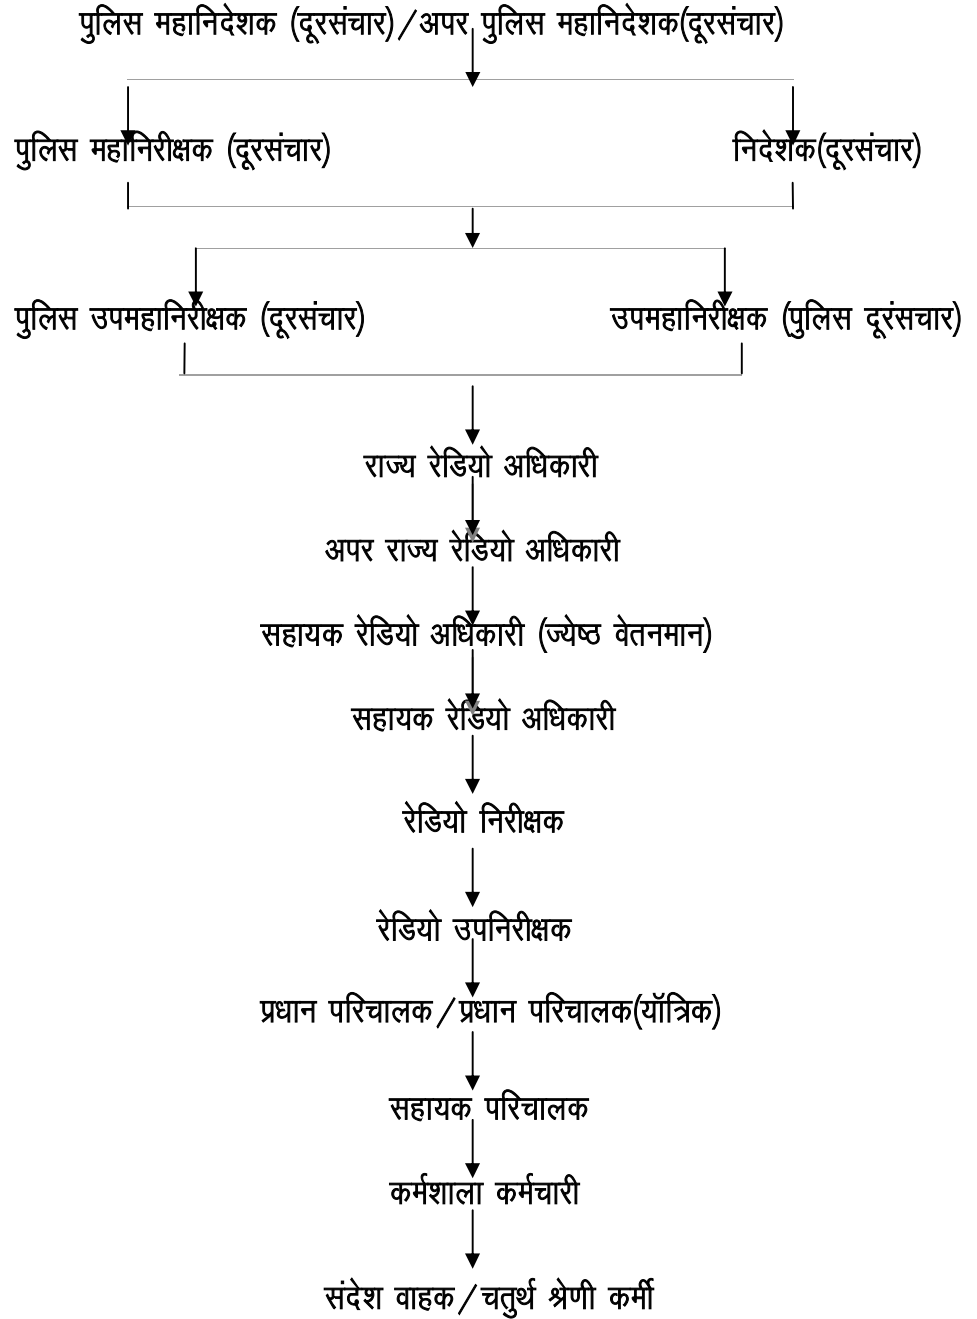 पुलिस महानिदेशक (दूरसंचार)/अपर पुलिस महानिदेशक(दूरसंचार)
पुलिस महानिरीक्षक (दूरसंचार) निदेशक(दूरसंचार)
पुलिस उपमहानिरीक्षक (दूरसंचार) उपमहानिरीक्षक (पुलिस दूरंसचार)
राज्य रेडियो अधिकारी
अपर राज्य रेडियो अधिकारी
सहायक रेडियो अधिकारी (ज्येष्ठ वेतनमान)
सहायक रेडियो अधिकारी
रेडियो निरीक्षक
रेडियो उपनिरीक्षक
प्रधान परिचालक/प्रधान परिचालक(यॉत्रिक)
सहायक परिचालक
कर्मशाला कर्मचारी
संदेश वाहक/चतुर्थ श्रेणी कर्मी